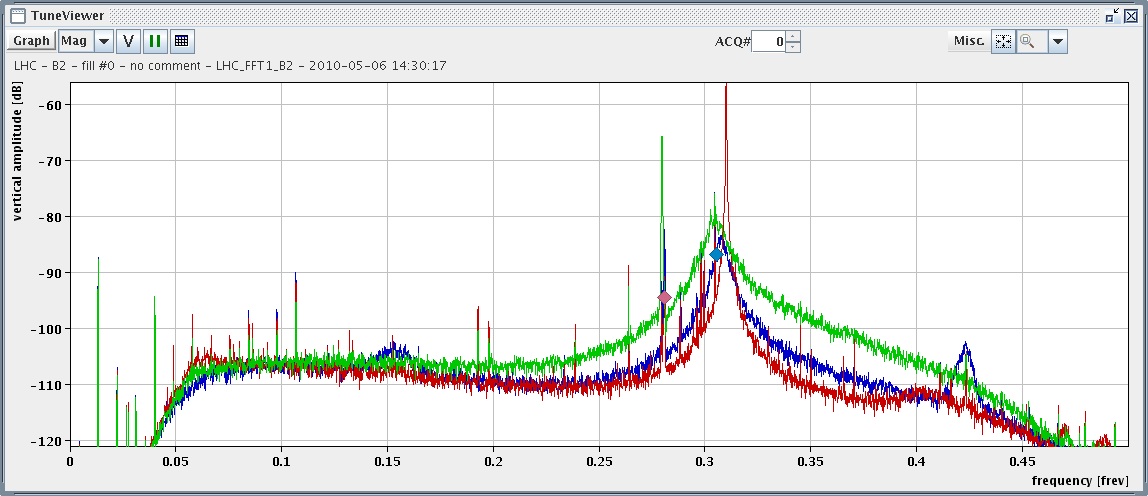 TuneViewer
Graph Mag V ACQ# 0 Misc.
LHC – B2 – fill #0 – no comment – LHC_FFT1_B2 – 2010-05-06 14:30:17
vertical amplitude [dB]
-60
-70
-80
-90
-100
-110
-120
0 0.05 0.1 0.15 0.2 0.25 0.3 0.35 0.4 0.45
frequency [frev]